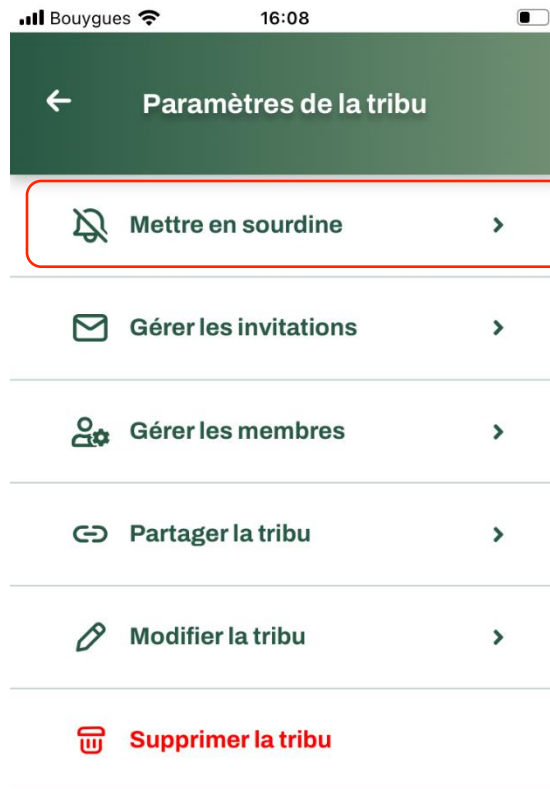 Bouygues 16:08
Paramètres de la tribu
Mettre en sourdine
Gérer les invitations
Gérer les membres
Partager la tribu
Modifier la tribu
Supprimer la tribu